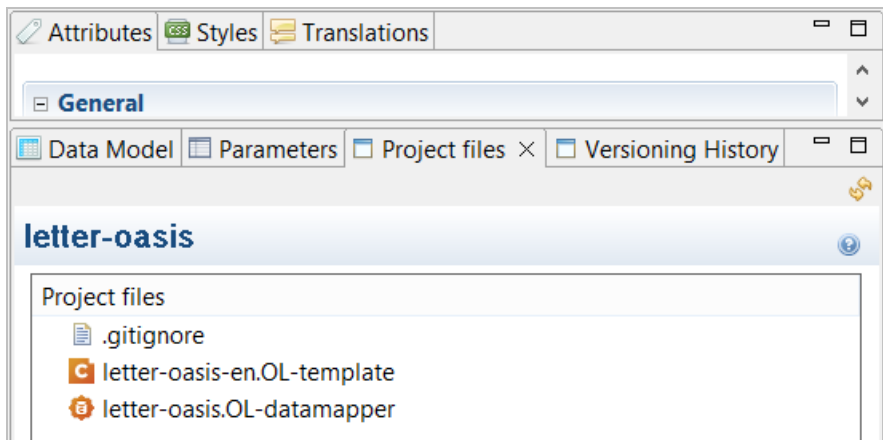 Attributes CSS Styles Translations
General
Data Model Parameters Project files Versioning History
letter-oasis
Project files
.gitignore
letter-oasis-en.OL-template
letter-oasis.OL-datamapper